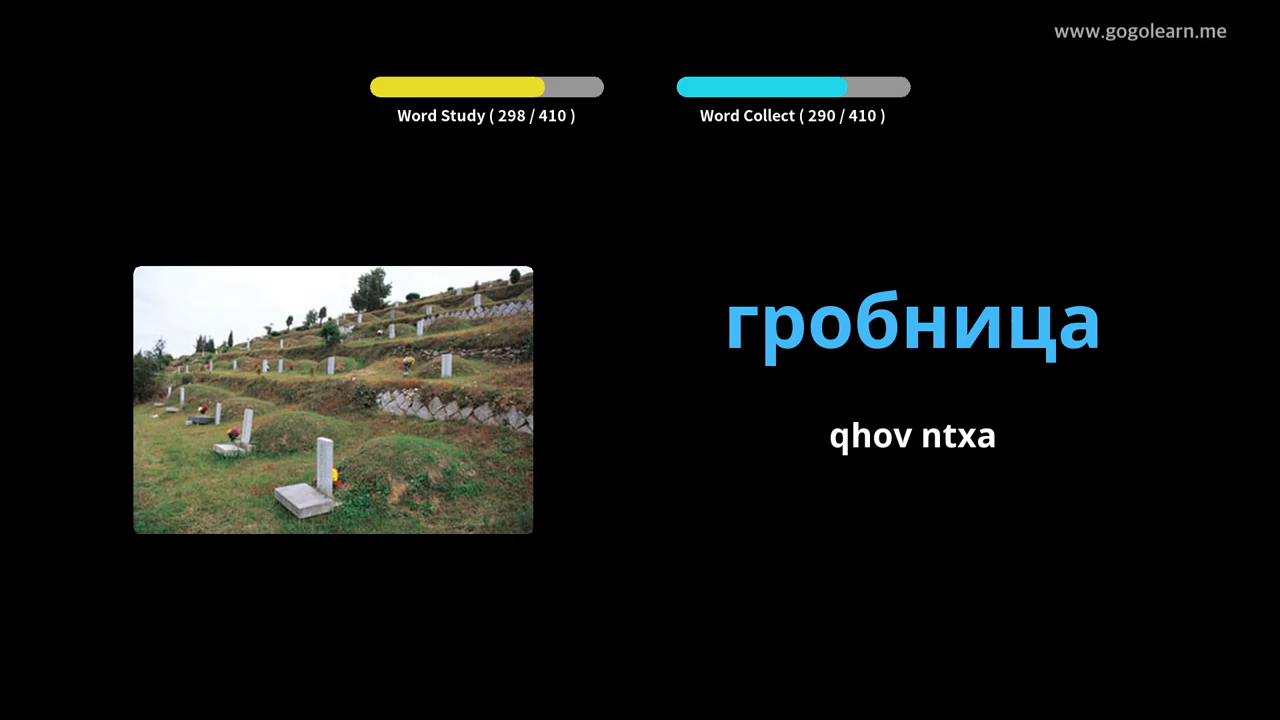 www.gogolearn.me
Word Study ( 298 / 410 )
Word Collect ( 290 / 410 )
гробница
qhov ntxa